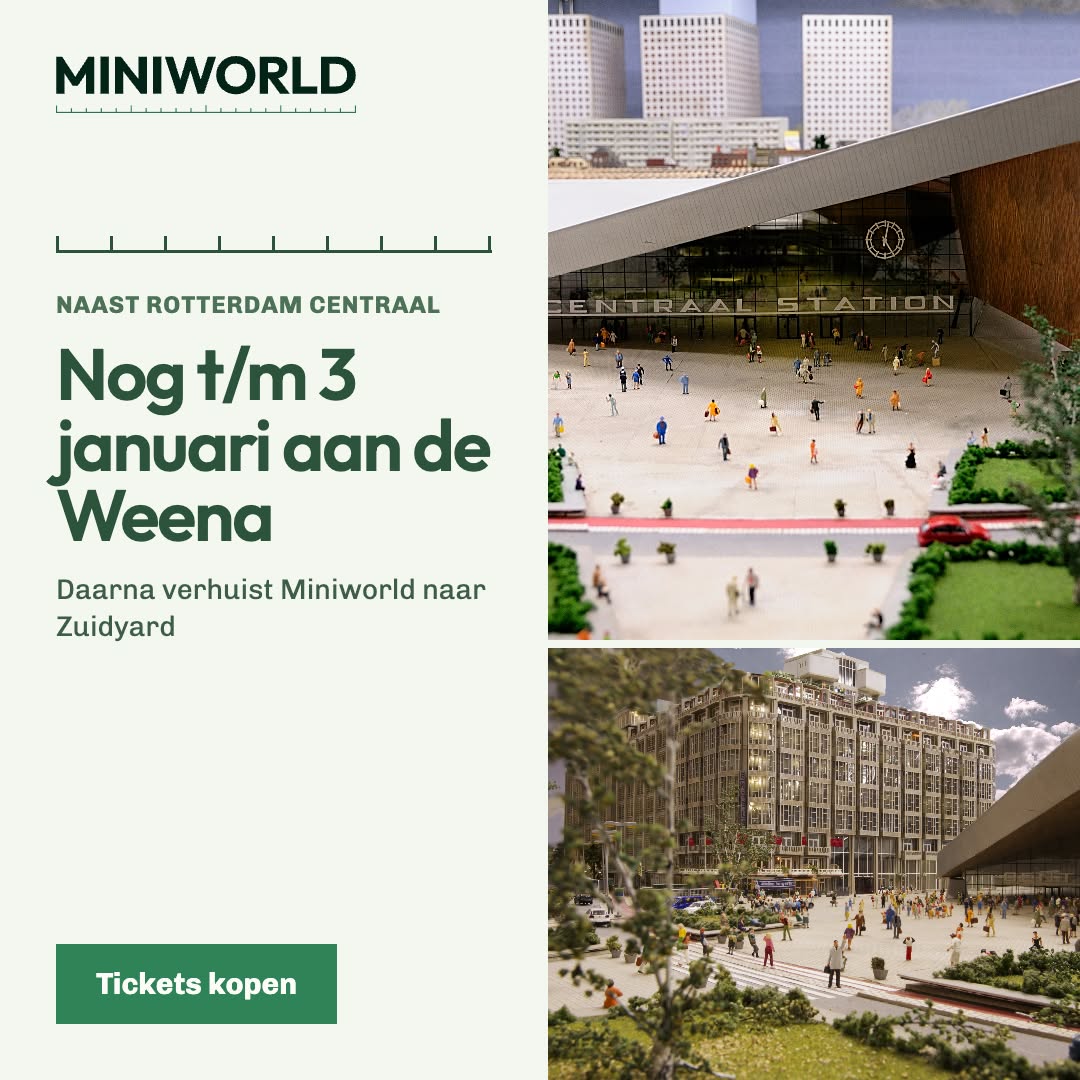 MINIWORLD
NAAST ROTTERDAM CENTRAAL
Nog t/m 3
januari aan de
Weena
Daarna verhuist Miniworld naar
Zuidyard
Tickets kopen
CENTRAAL STATION